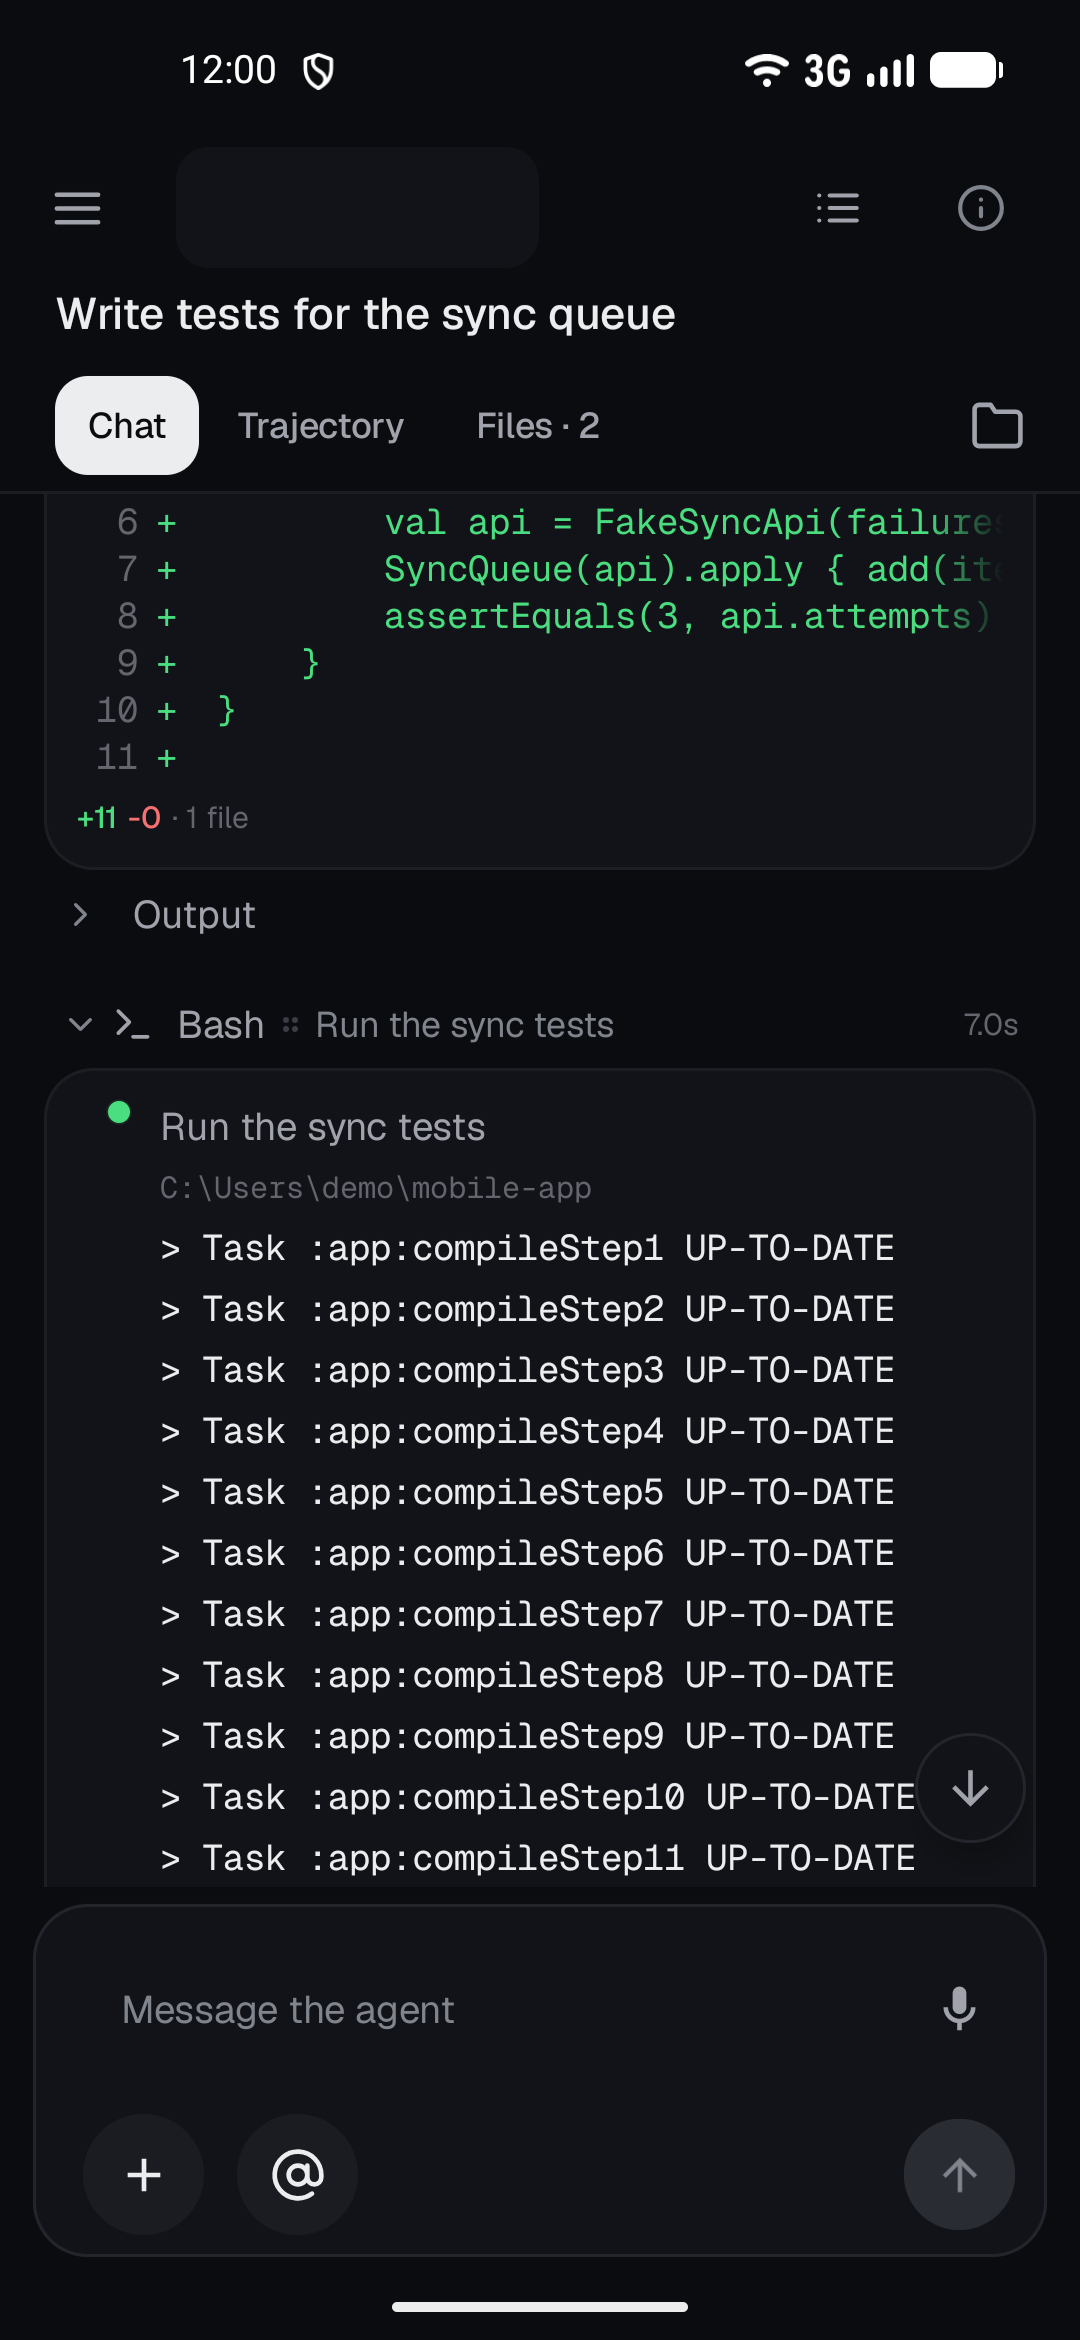 12:00
3G
Write tests for the sync queue
Chat
Trajectory
Files · 2
6 + val api = FakeSyncApi(failures
7 + SyncQueue(api).apply { add(ite
8 + assertEquals(3, api.attempts)
9 + }
10 + }
11 +
+11 -0 · 1 file
Output
Bash Run the sync tests 7.0s
Run the sync tests
C:\Users\demo\mobile-app
> Task :app:compileStep1 UP-TO-DATE
> Task :app:compileStep2 UP-TO-DATE
> Task :app:compileStep3 UP-TO-DATE
> Task :app:compileStep4 UP-TO-DATE
> Task :app:compileStep5 UP-TO-DATE
> Task :app:compileStep6 UP-TO-DATE
> Task :app:compileStep7 UP-TO-DATE
> Task :app:compileStep8 UP-TO-DATE
> Task :app:compileStep9 UP-TO-DATE
> Task :app:compileStep10 UP-TO-DATE
> Task :app:compileStep11 UP-TO-DATE
Message the agent